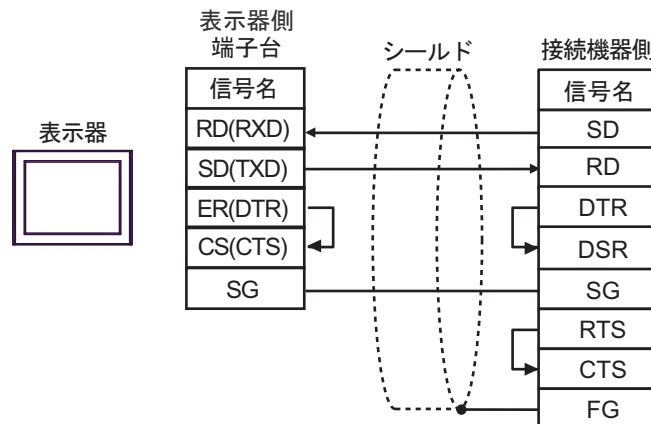 表示器側
端子台
シールド
接続機器側
表示器
信号名
RD(RXD)
SD(TXD)
ER(DTR)
CS(CTS)
SG
信号名
SD
RD
DTR
DSR
SG
RTS
CTS
FG